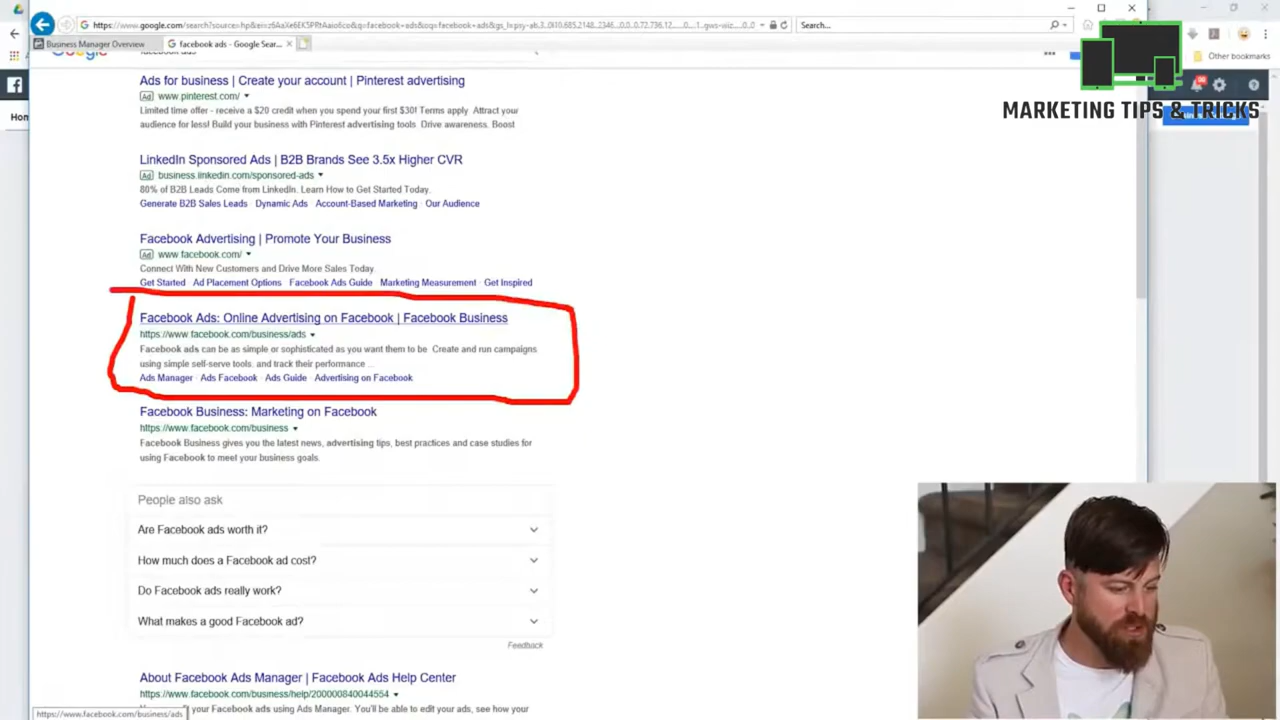 https://www.google.com/search?source=hp&ei=
Search...
Business Manager Overview
facebook ads - Google Sear...
Other bookmarks
MARKETING TIPS & TRICKS
Ads for business | Create your account | Pinterest advertising
Ad www.pinterest.com/
Limited time offer - receive a $20 credit when you spend your first $30! Terms apply Attract your
audience for less! Build your business with Pinterest advertising tools Drive awareness. Boost
LinkedIn Sponsored Ads | B2B Brands See 3.5x Higher CVR
Ad business.linkedin.com/sponsored-ads
80% of B2B Leads Come from LinkedIn. Learn How to Get Started Today.
Generate B2B Sales Leads · Dynamic Ads · Account-Based Marketing · Our Audience
Facebook Advertising | Promote Your Business
Ad www.facebook.com/
Connect With New Customers and Drive More Sales Today
Get Started · Ad Placement Options · Facebook Ads Guide · Marketing Measurement · Get Inspired
Facebook Ads: Online Advertising on Facebook | Facebook Business
https://www.facebook.com/business/ads
Facebook ads can be as simple or sophisticated as you want them to be Create and run campaigns
using simple self-serve tools, and track their performance ...
Ads Manager · Ads Facebook · Ads Guide · Advertising on Facebook
Facebook Business: Marketing on Facebook
https://www.facebook.com/business
Facebook Business gives you the latest news, advertising tips, best practices and case studies for
using Facebook to meet your business goals.
People also ask
Are Facebook ads worth it?
How much does a Facebook ad cost?
Do Facebook ads really work?
What makes a good Facebook ad?
Feedback
About Facebook Ads Manager | Facebook Ads Help Center
https://www.facebook.com/business/help/200000840044554
your Facebook ads using Ads Manager. You'll be able to edit your ads, see how your
https://www.facebook.com/business/ads